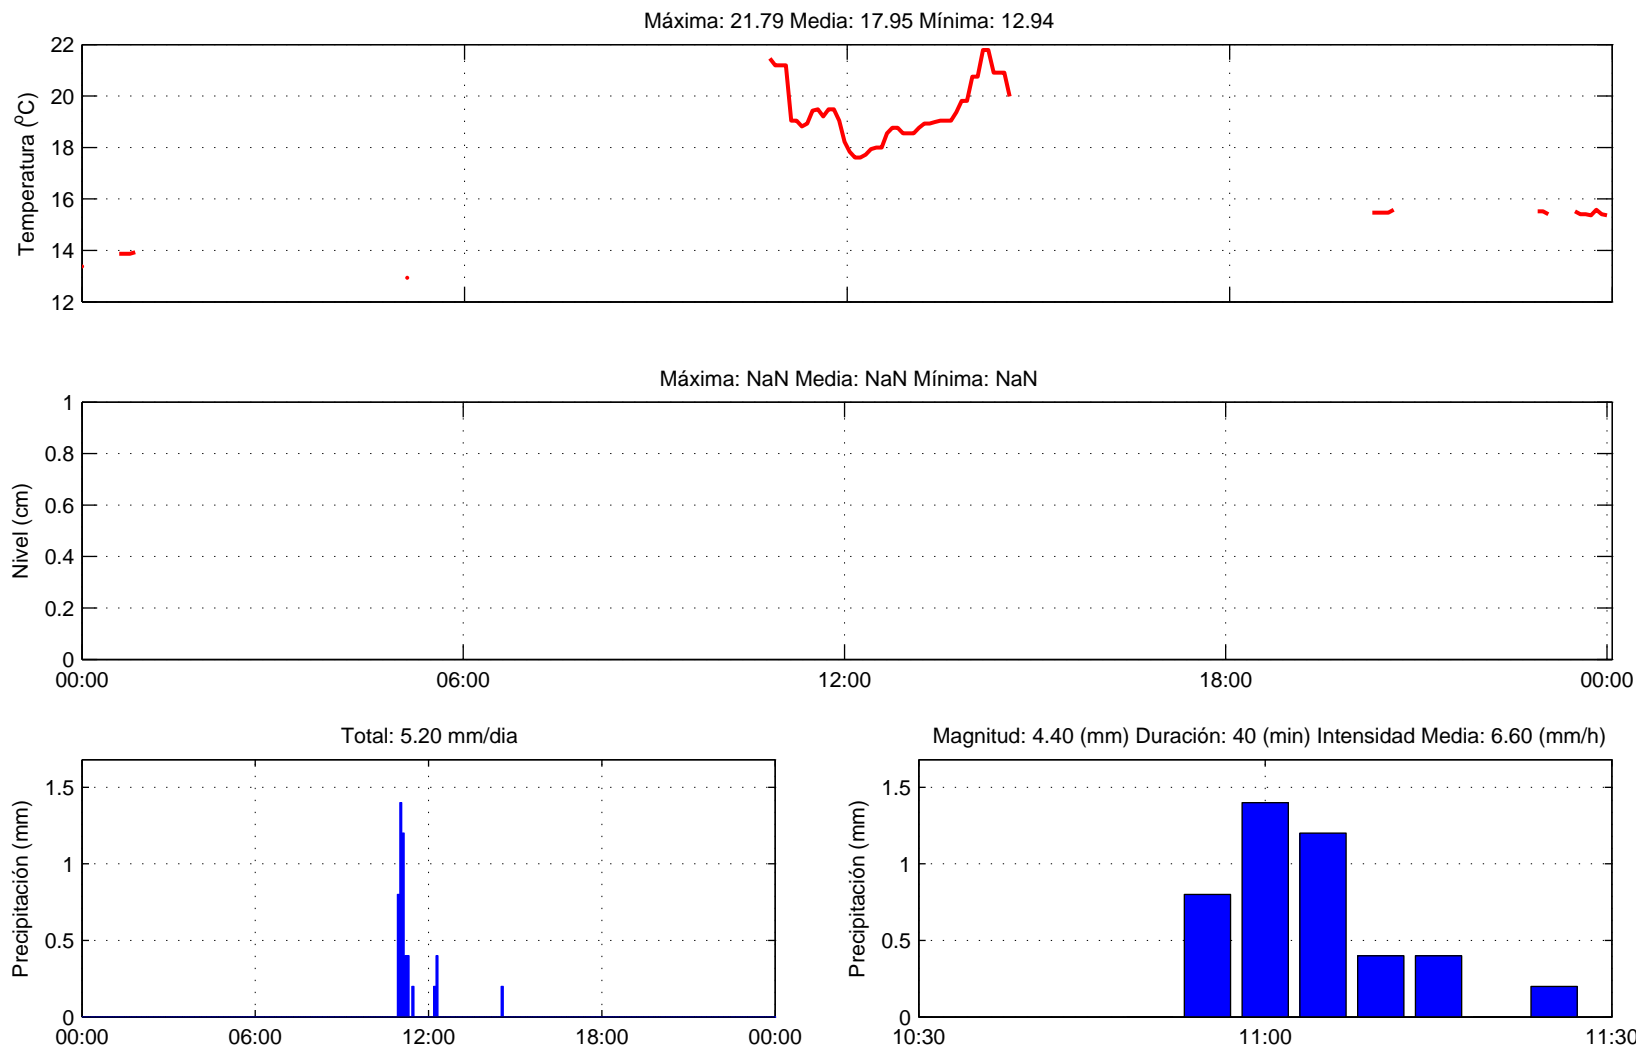 Máxima: 21.79 Media: 17.95 Mínima: 12.94
Temperatura (ºC)
22
20
18
16
14
12
Máxima: NaN Media: NaN Mínima: NaN
Nivel (cm)
1
0.8
0.6
0.4
0.2
0
00:00 06:00 12:00 18:00 00:00
Total: 5.20 mm/dia
Precipitación (mm)
1.5
1
0.5
0
00:00 06:00 12:00 18:00 00:00
Magnitud: 4.40 (mm) Duración: 40 (min) Intensidad Media: 6.60 (mm/h)
Precipitación (mm)
1.5
1
0.5
0
10:30 11:00 11:30